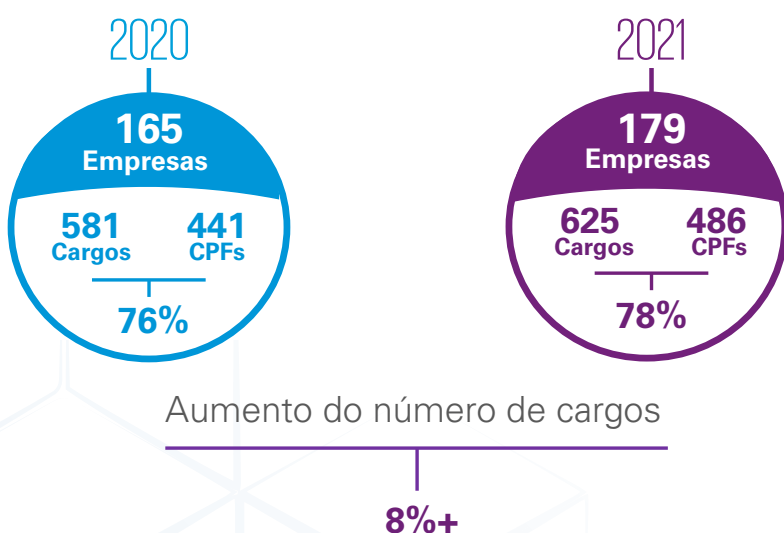 2020
165
Empresas
581
Cargos
441
CPFs
76%
2021
179
Empresas
625
Cargos
486
CPFs
78%
Aumento do número de cargos
8%+